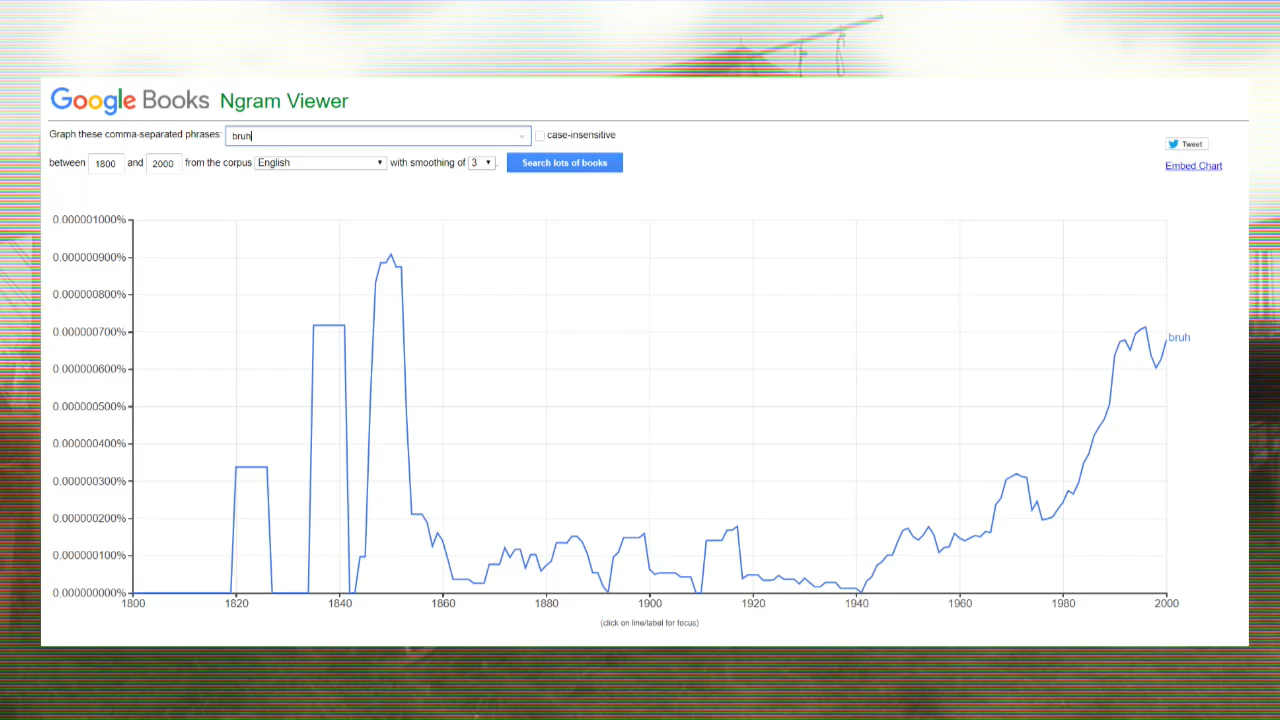 Google Books Ngram Viewer
Graph these comma-separated phrases: bruh case-insensitive
between 1800 and 2000 from the corpus English with smoothing of 3 . Search lots of books
Tweet
Embed Chart
0.000001000%
0.000000900%
0.000000800%
0.000000700%
0.000000600%
0.000000500%
0.000000400%
0.000000300%
0.000000200%
0.000000100%
0.000000000%
bruh
1800 1820 1840 1860 1880 1900 1920 1940 1960 1980 2000
(click on line/label for focus)